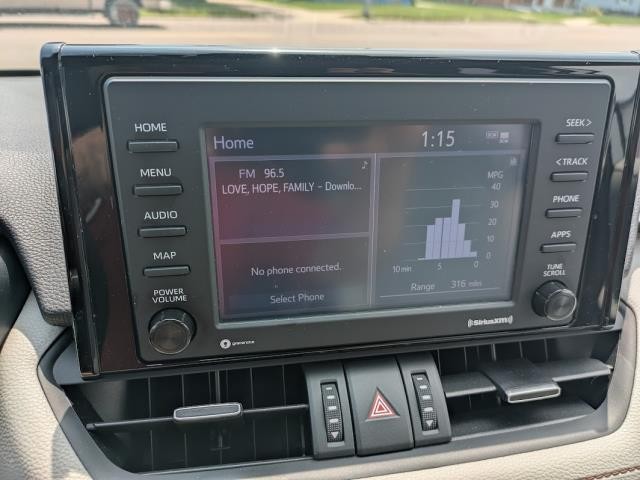 HOME
MENU
AUDIO
MAP
POWER
VOLUME
Home
1:15
FM 96.5
LOVE, HOPE, FAMILY - Downlo...
No phone connected.
Select Phone
MPG
40
30
20
10
0
10 min 5 0
Range 316 miles
SEEK >
< TRACK
PHONE
APPS
TUNE
SCROLL
gracenote
SiriusXM